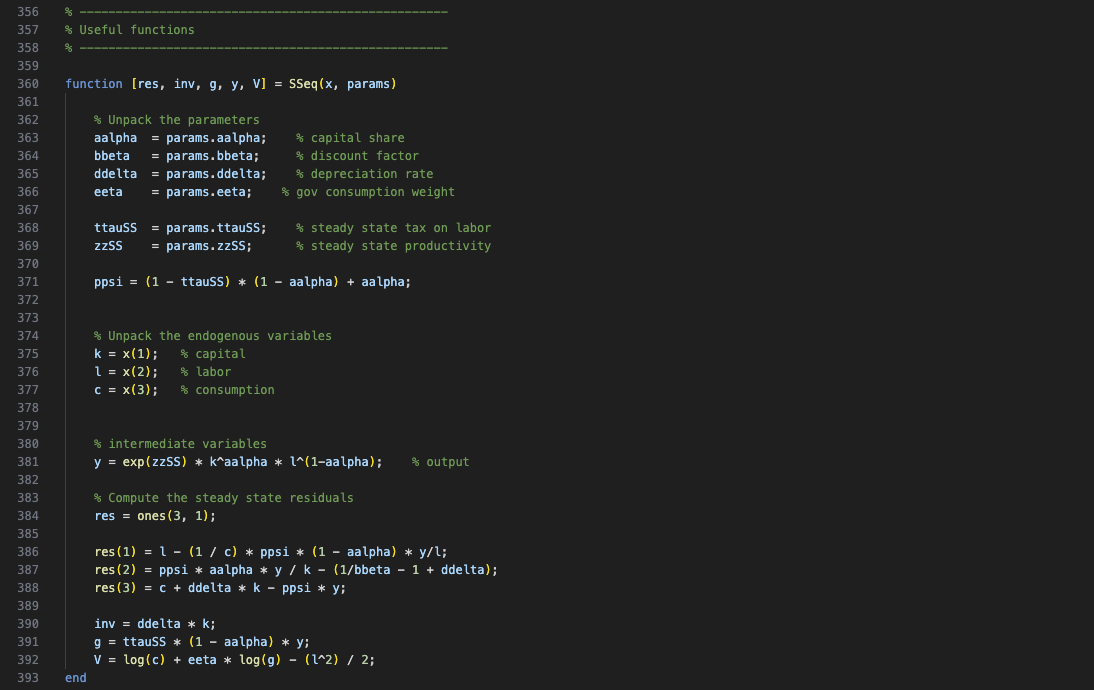 356 % ---------------------------------------------------
357 % Useful functions
358 % ---------------------------------------------------
359
360 function [res, inv, g, y, V] = SSeq(x, params)
361
362     % Unpack the parameters
363     aalpha  = params.aalpha;    % capital share
364     bbeta   = params.bbeta;     % discount factor
365     ddelta  = params.ddelta;    % depreciation rate
366     eeta    = params.eeta;    % gov consumption weight
367
368     ttauSS  = params.ttauSS;    % steady state tax on labor
369     zzSS    = params.zzSS;      % steady state productivity
370
371     ppsi = (1 - ttauSS) * (1 - aalpha) + aalpha;
372
373
374     % Unpack the endogenous variables
375     k = x(1);   % capital
376     l = x(2);   % labor
377     c = x(3);   % consumption
378
379
380     % intermediate variables
381     y = exp(zzSS) * k^aalpha * l^(1-aalpha);    % output
382
383     % Compute the steady state residuals
384     res = ones(3, 1);
385
386     res(1) = l - (1 / c) * ppsi * (1 - aalpha) * y/l;
387     res(2) = ppsi * aalpha * y / k - (1/bbeta - 1 + ddelta);
388     res(3) = c + ddelta * k - ppsi * y;
389
390     inv = ddelta * k;
391     g = ttauSS * (1 - aalpha) * y;
392     V = log(c) + eeta * log(g) - (l^2) / 2;
393 end